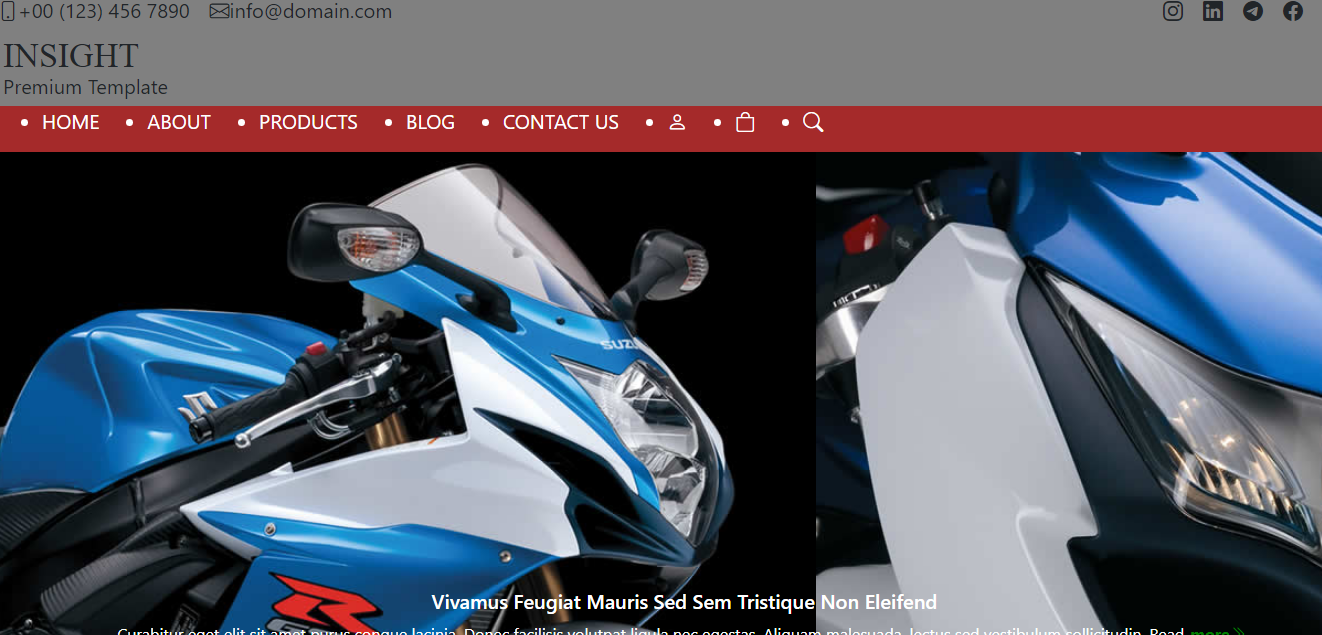 +00 (123) 456 7890 info@domain.com
INSIGHT
Premium Template
HOME ABOUT PRODUCTS BLOG CONTACT US
SUZU
R
Vivamus Feugiat Mauris Sed Sem Tristique Non Eleifend
Curabitur eget elit sit amet purus congue lacinia. Donec facilisis volutpat ligula nec egestas. Aliquam malesuada, lectus sed vestibulum sollicitudin. Read more »